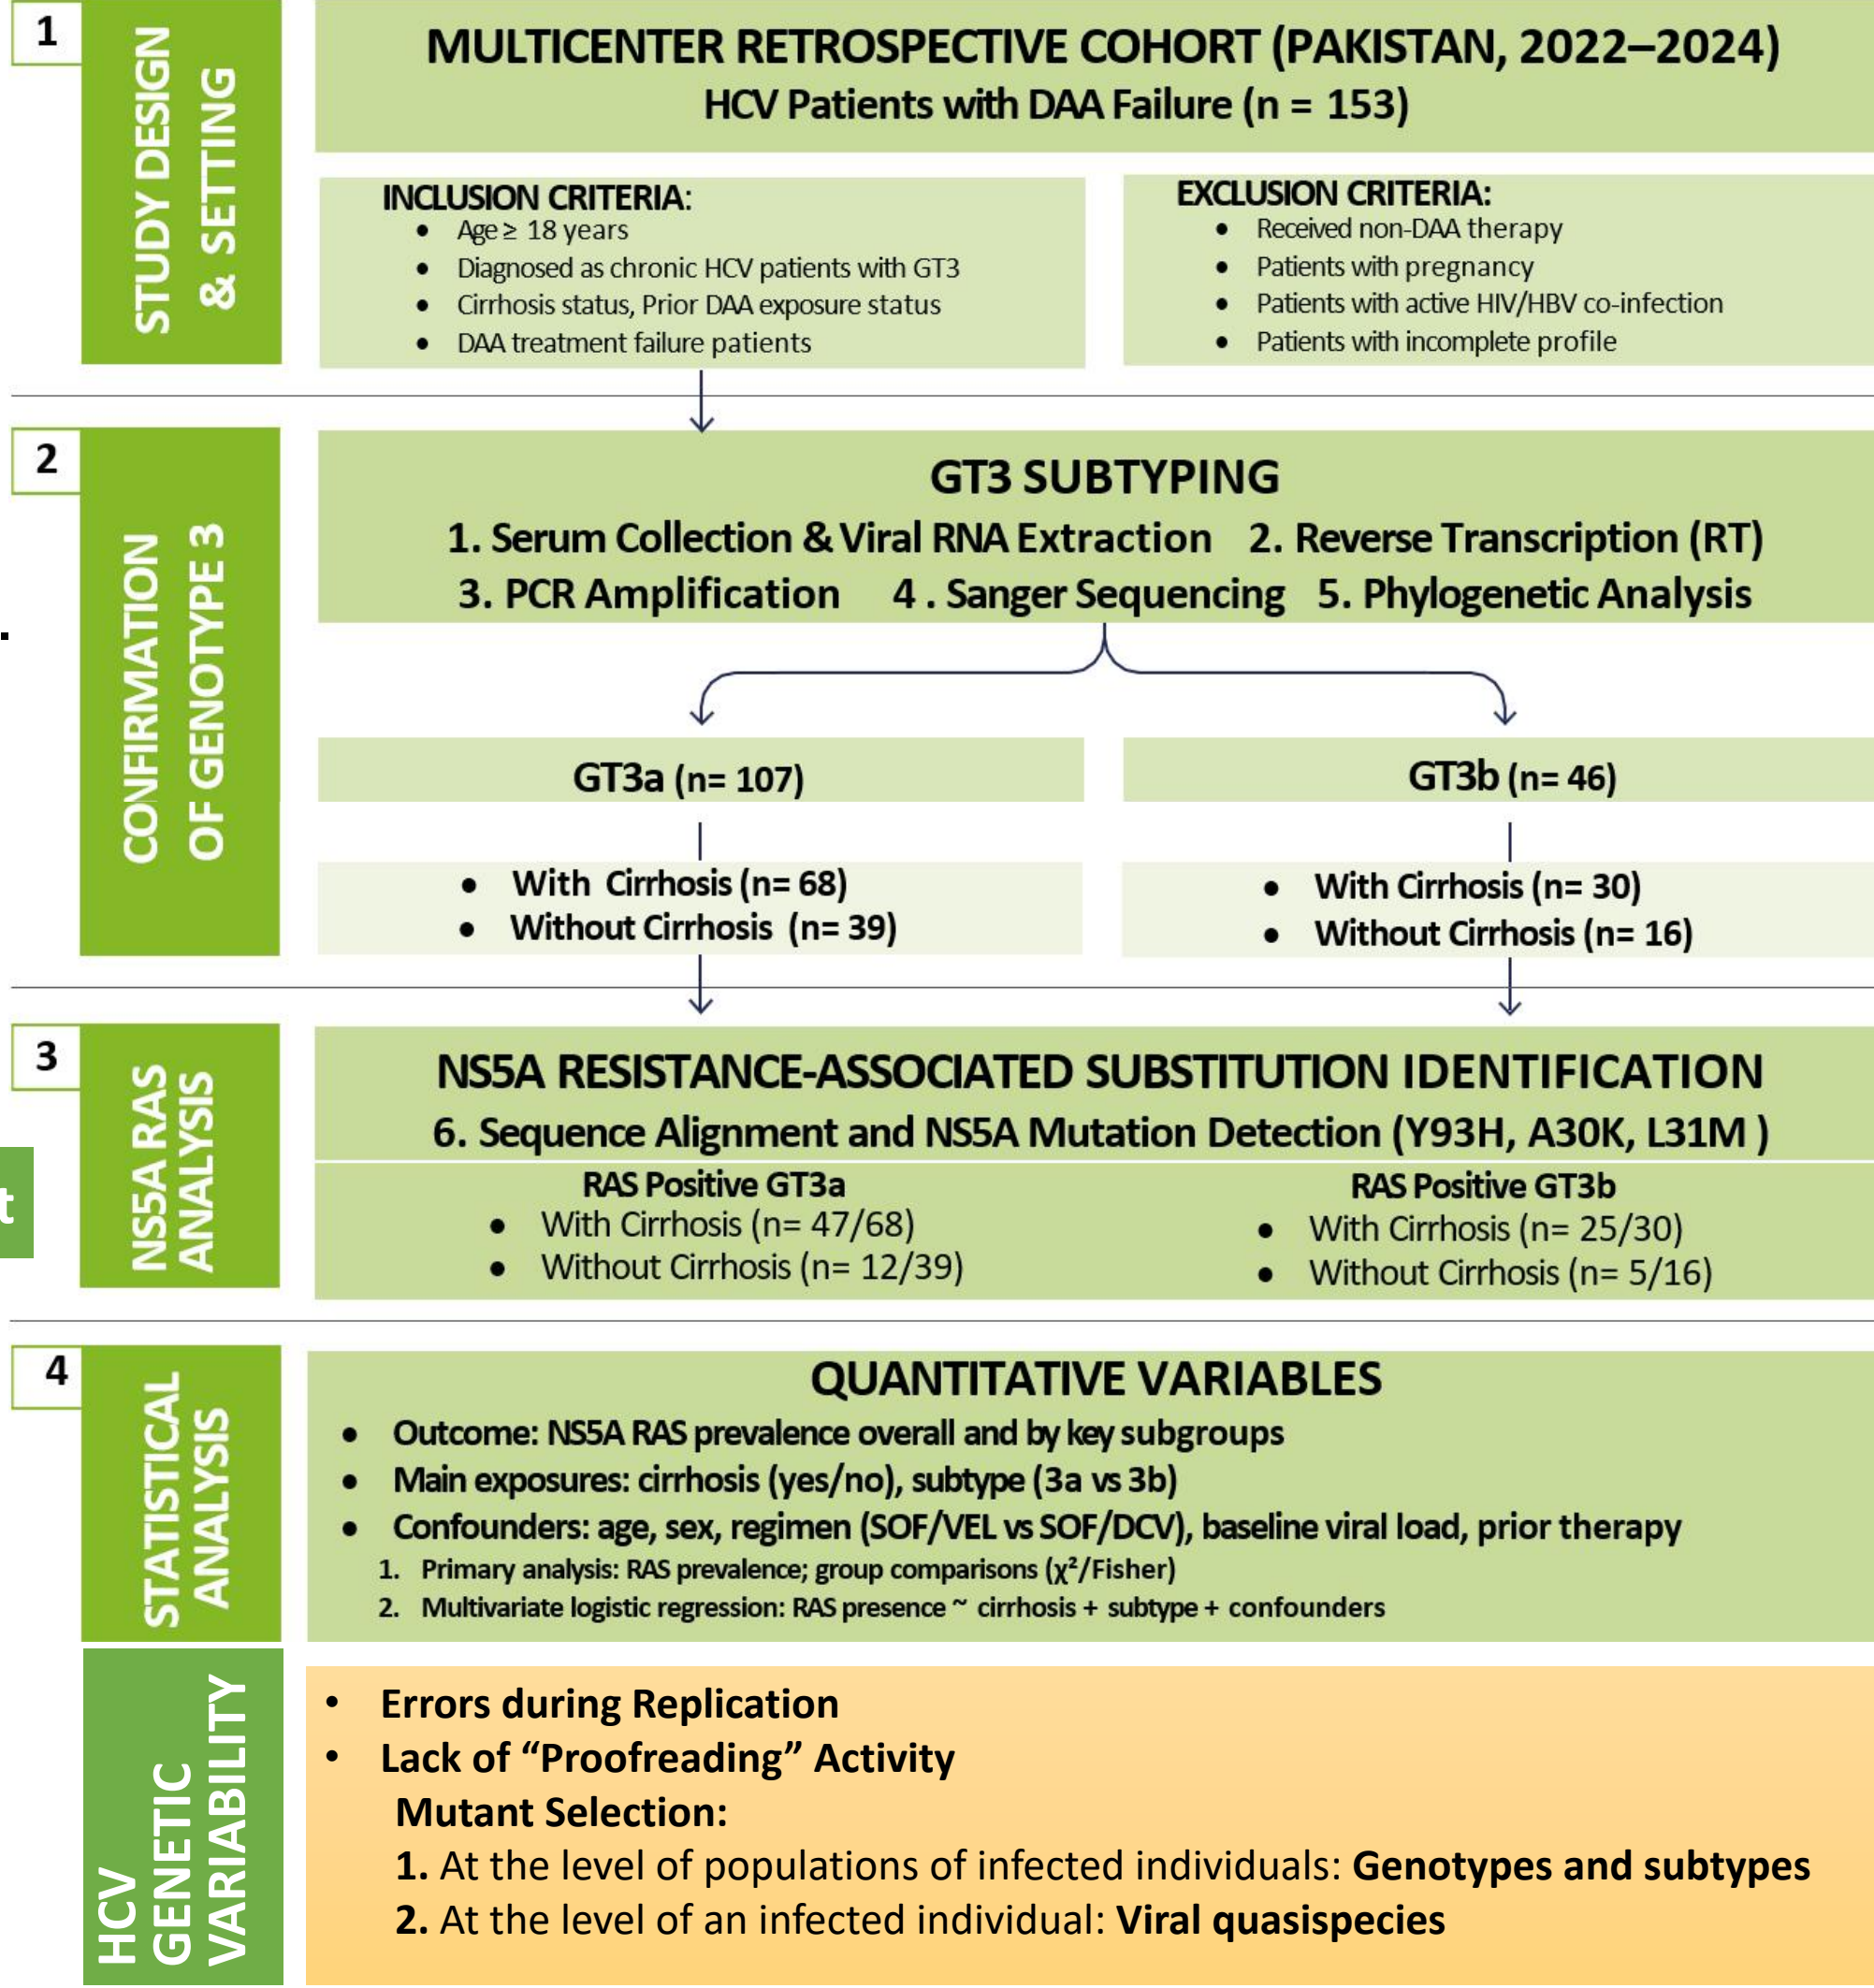 1
STUDY DESIGN
& SETTING
MULTICENTER RETROSPECTIVE COHORT (PAKISTAN, 2022–2024)
HCV Patients with DAA Failure (n = 153)
INCLUSION CRITERIA:
• Age ≥ 18 years
• Diagnosed as chronic HCV patients with GT3
• Cirrhosis status, Prior DAA exposure status
• DAA treatment failure patients
EXCLUSION CRITERIA:
• Received non-DAA therapy
• Patients with pregnancy
• Patients with active HIV/HBV co-infection
• Patients with incomplete profile
2
CONFIRMATION
OF GENOTYPE 3
GT3 SUBTYPING
1. Serum Collection & Viral RNA Extraction 2. Reverse Transcription (RT)
3. PCR Amplification 4 . Sanger Sequencing 5. Phylogenetic Analysis
.
GT3a (n= 107)
• With Cirrhosis (n= 68)
• Without Cirrhosis (n= 39)
GT3b (n= 46)
• With Cirrhosis (n= 30)
• Without Cirrhosis (n= 16)
3
NS5A RAS
ANALYSIS
t
NS5A RESISTANCE-ASSOCIATED SUBSTITUTION IDENTIFICATION
6. Sequence Alignment and NS5A Mutation Detection (Y93H, A30K, L31M )
RAS Positive GT3a
• With Cirrhosis (n= 47/68)
• Without Cirrhosis (n= 12/39)
RAS Positive GT3b
• With Cirrhosis (n= 25/30)
• Without Cirrhosis (n= 5/16)
4
STATISTICAL
ANALYSIS
QUANTITATIVE VARIABLES
• Outcome: NS5A RAS prevalence overall and by key subgroups
• Main exposures: cirrhosis (yes/no), subtype (3a vs 3b)
• Confounders: age, sex, regimen (SOF/VEL vs SOF/DCV), baseline viral load, prior therapy
1. Primary analysis: RAS prevalence; group comparisons (χ²/Fisher)
2. Multivariate logistic regression: RAS presence ~ cirrhosis + subtype + confounders
HCV
GENETIC
VARIABILITY
• Errors during Replication
• Lack of “Proofreading” Activity
Mutant Selection:
1. At the level of populations of infected individuals: Genotypes and subtypes
2. At the level of an infected individual: Viral quasispecies